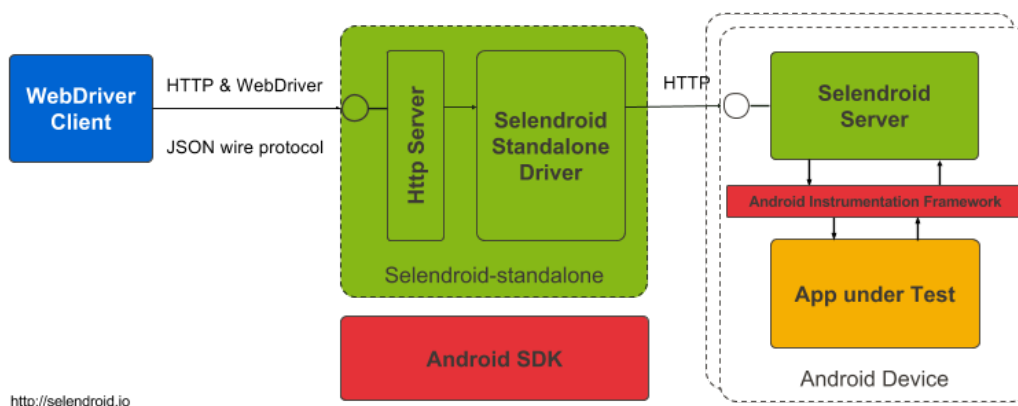 WebDriver
Client
HTTP & WebDriver
JSON wire protocol
Http Server
Selendroid
Standalone
Driver
Selendroid-standalone
Android SDK
HTTP
Selendroid
Server
Android Instrumentation Framework
App under Test
Android Device
http://selendroid.io